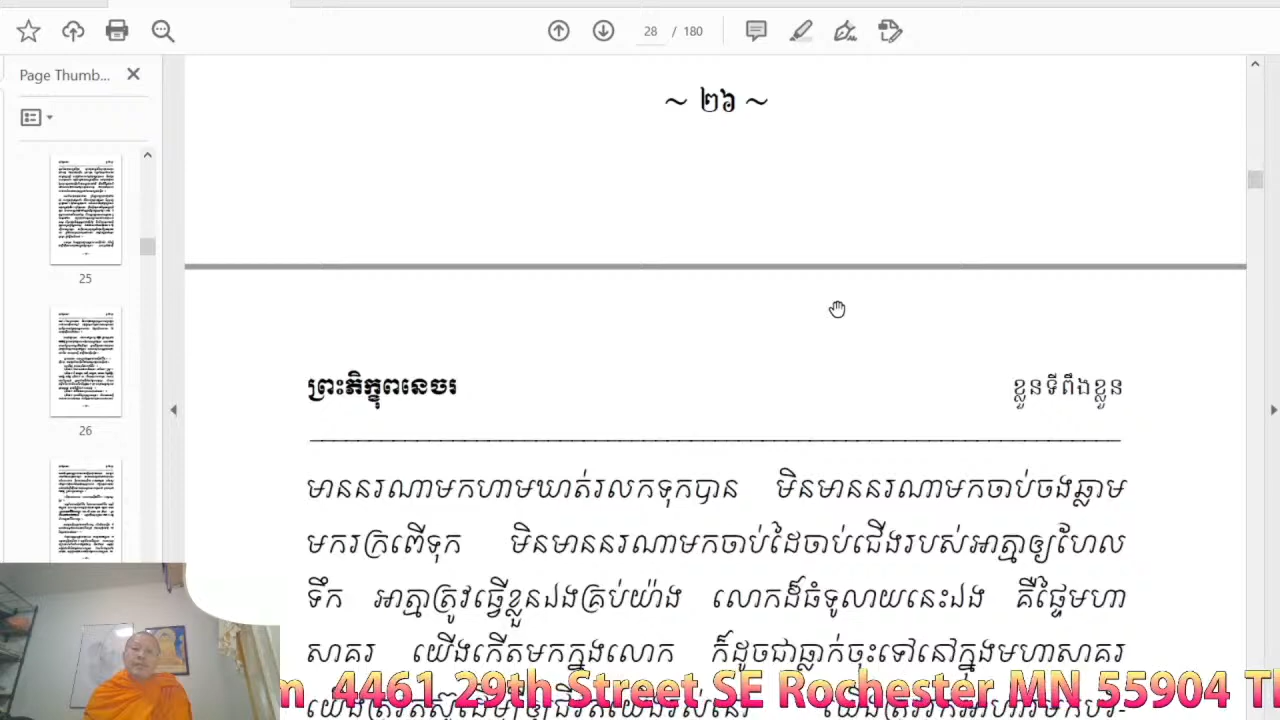 28 / 180
Page Thumb...
~ ២៦ ~
25
26
ព្រះភិក្ខុពនេចរ ខ្លួនទីពឹងខ្លួន
មាននរណាមកហាមឃាត់រលកទុកបាន មិនមាននរណាមកចាប់ចងឆ្លាម
មករក្រពើទុក មិនមាននរណាមកចាប់ដៃចាប់ជើងរបស់អាត្មាឲ្យហែល
ទឹក អាត្មាត្រូវធ្វើខ្លួនឯងគ្រប់យ៉ាង លោកដ៏ធំទូលាយនេះឯង គឺផ្ទៃមហា
សាគរ យើងកើតមកក្នុងលោក ក៏ដូចជាធ្លាក់ចុះទៅនៅក្នុងមហាសាគរ
4461 29th Street SE Rochester MN 55904